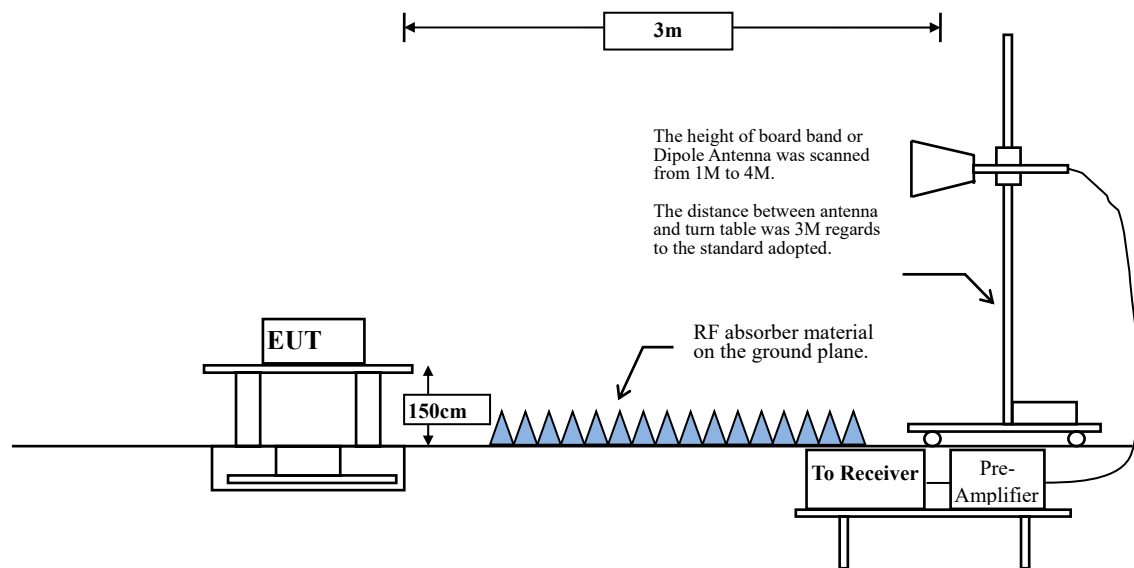 3m
The height of board band or
Dipole Antenna was scanned
from 1M to 4M.
The distance between antenna
and turn table was 3M regards
to the standard adopted.
EUT
RF absorber material
on the ground plane.
150cm
To Receiver
Pre-
Amplifier